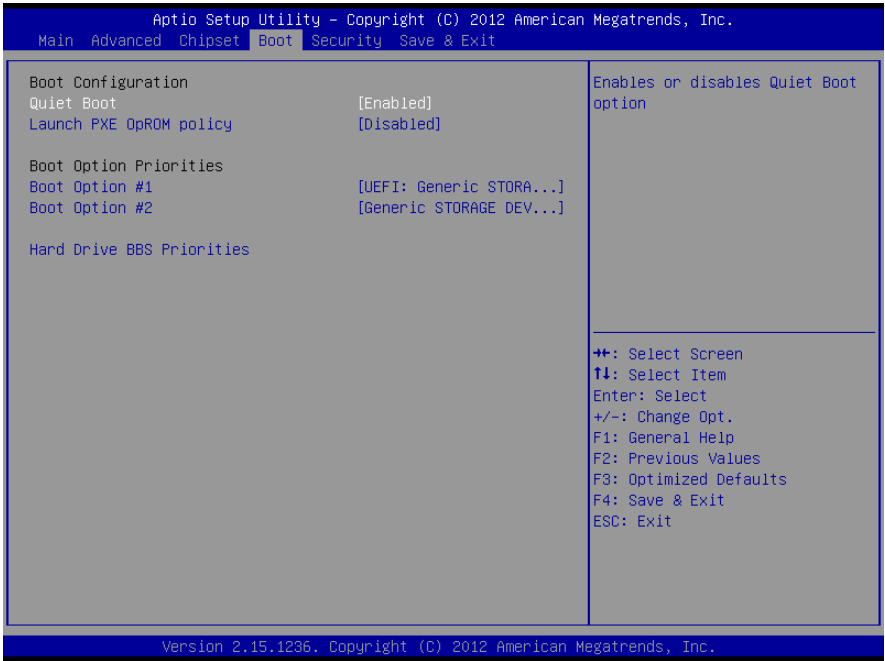 Aptio Setup Utility – Copyright (C) 2012 American Megatrends, Inc.
Main Advanced Chipset Boot Security Save & Exit
Boot Configuration
Quiet Boot [Enabled]
Launch PXE OpROM policy [Disabled]
Boot Option Priorities
Boot Option #1 [UEFI: Generic STORA...]
Boot Option #2 [Generic STORAGE DEV...]
Hard Drive BBS Priorities
Enables or disables Quiet Boot
option
→←: Select Screen
↑↓: Select Item
Enter: Select
+/-: Change Opt.
F1: General Help
F2: Previous Values
F3: Optimized Defaults
F4: Save & Exit
ESC: Exit
Version 2.15.1236. Copyright (C) 2012 American Megatrends, Inc.